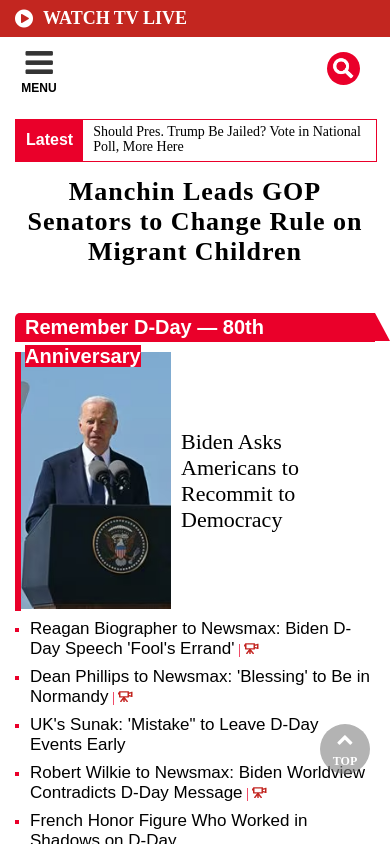 WATCH TV LIVE
MENU
Latest
Should Pres. Trump Be Jailed? Vote in National
Poll, More Here
Manchin Leads GOP
Senators to Change Rule on
Migrant Children
Remember D-Day — 80th
Anniversary
Biden Asks
Americans to
Recommit to
Democracy
Reagan Biographer to Newsmax: Biden D-
Day Speech 'Fool's Errand' |
Dean Phillips to Newsmax: 'Blessing' to Be in
Normandy |
UK's Sunak: 'Mistake" to Leave D-Day
Events Early
Robert Wilkie to Newsmax: Biden Worldview
Contradicts D-Day Message |
TOP
French Honor Figure Who Worked in
Shadows on D-Day